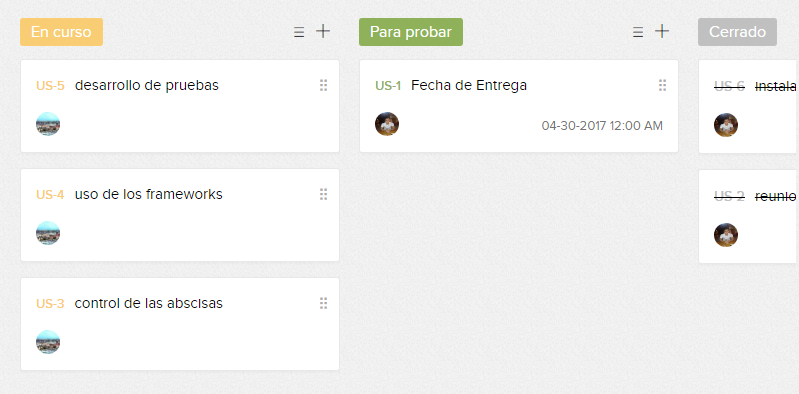 En curso
US-5 desarrollo de pruebas
US-4 uso de los frameworks
US-3 control de las abscisas
Para probar
US-1 Fecha de Entrega
04-30-2017 12:00 AM
Cerrado
US-6 Instala
US-2 reunio